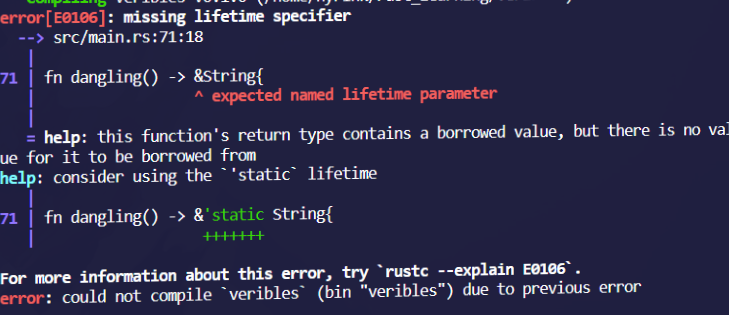 error[E0106]: missing lifetime specifier
  --> src/main.rs:71:18
   |
71 | fn dangling() -> &String{
   |                  ^ expected named lifetime parameter
   |
   = help: this function's return type contains a borrowed value, but there is no val
ue for it to be borrowed from
help: consider using the `'static` lifetime
   |
71 | fn dangling() -> &'static String{
   |                   +++++++
For more information about this error, try `rustc --explain E0106`.
error: could not compile `veribles` (bin "veribles") due to previous error